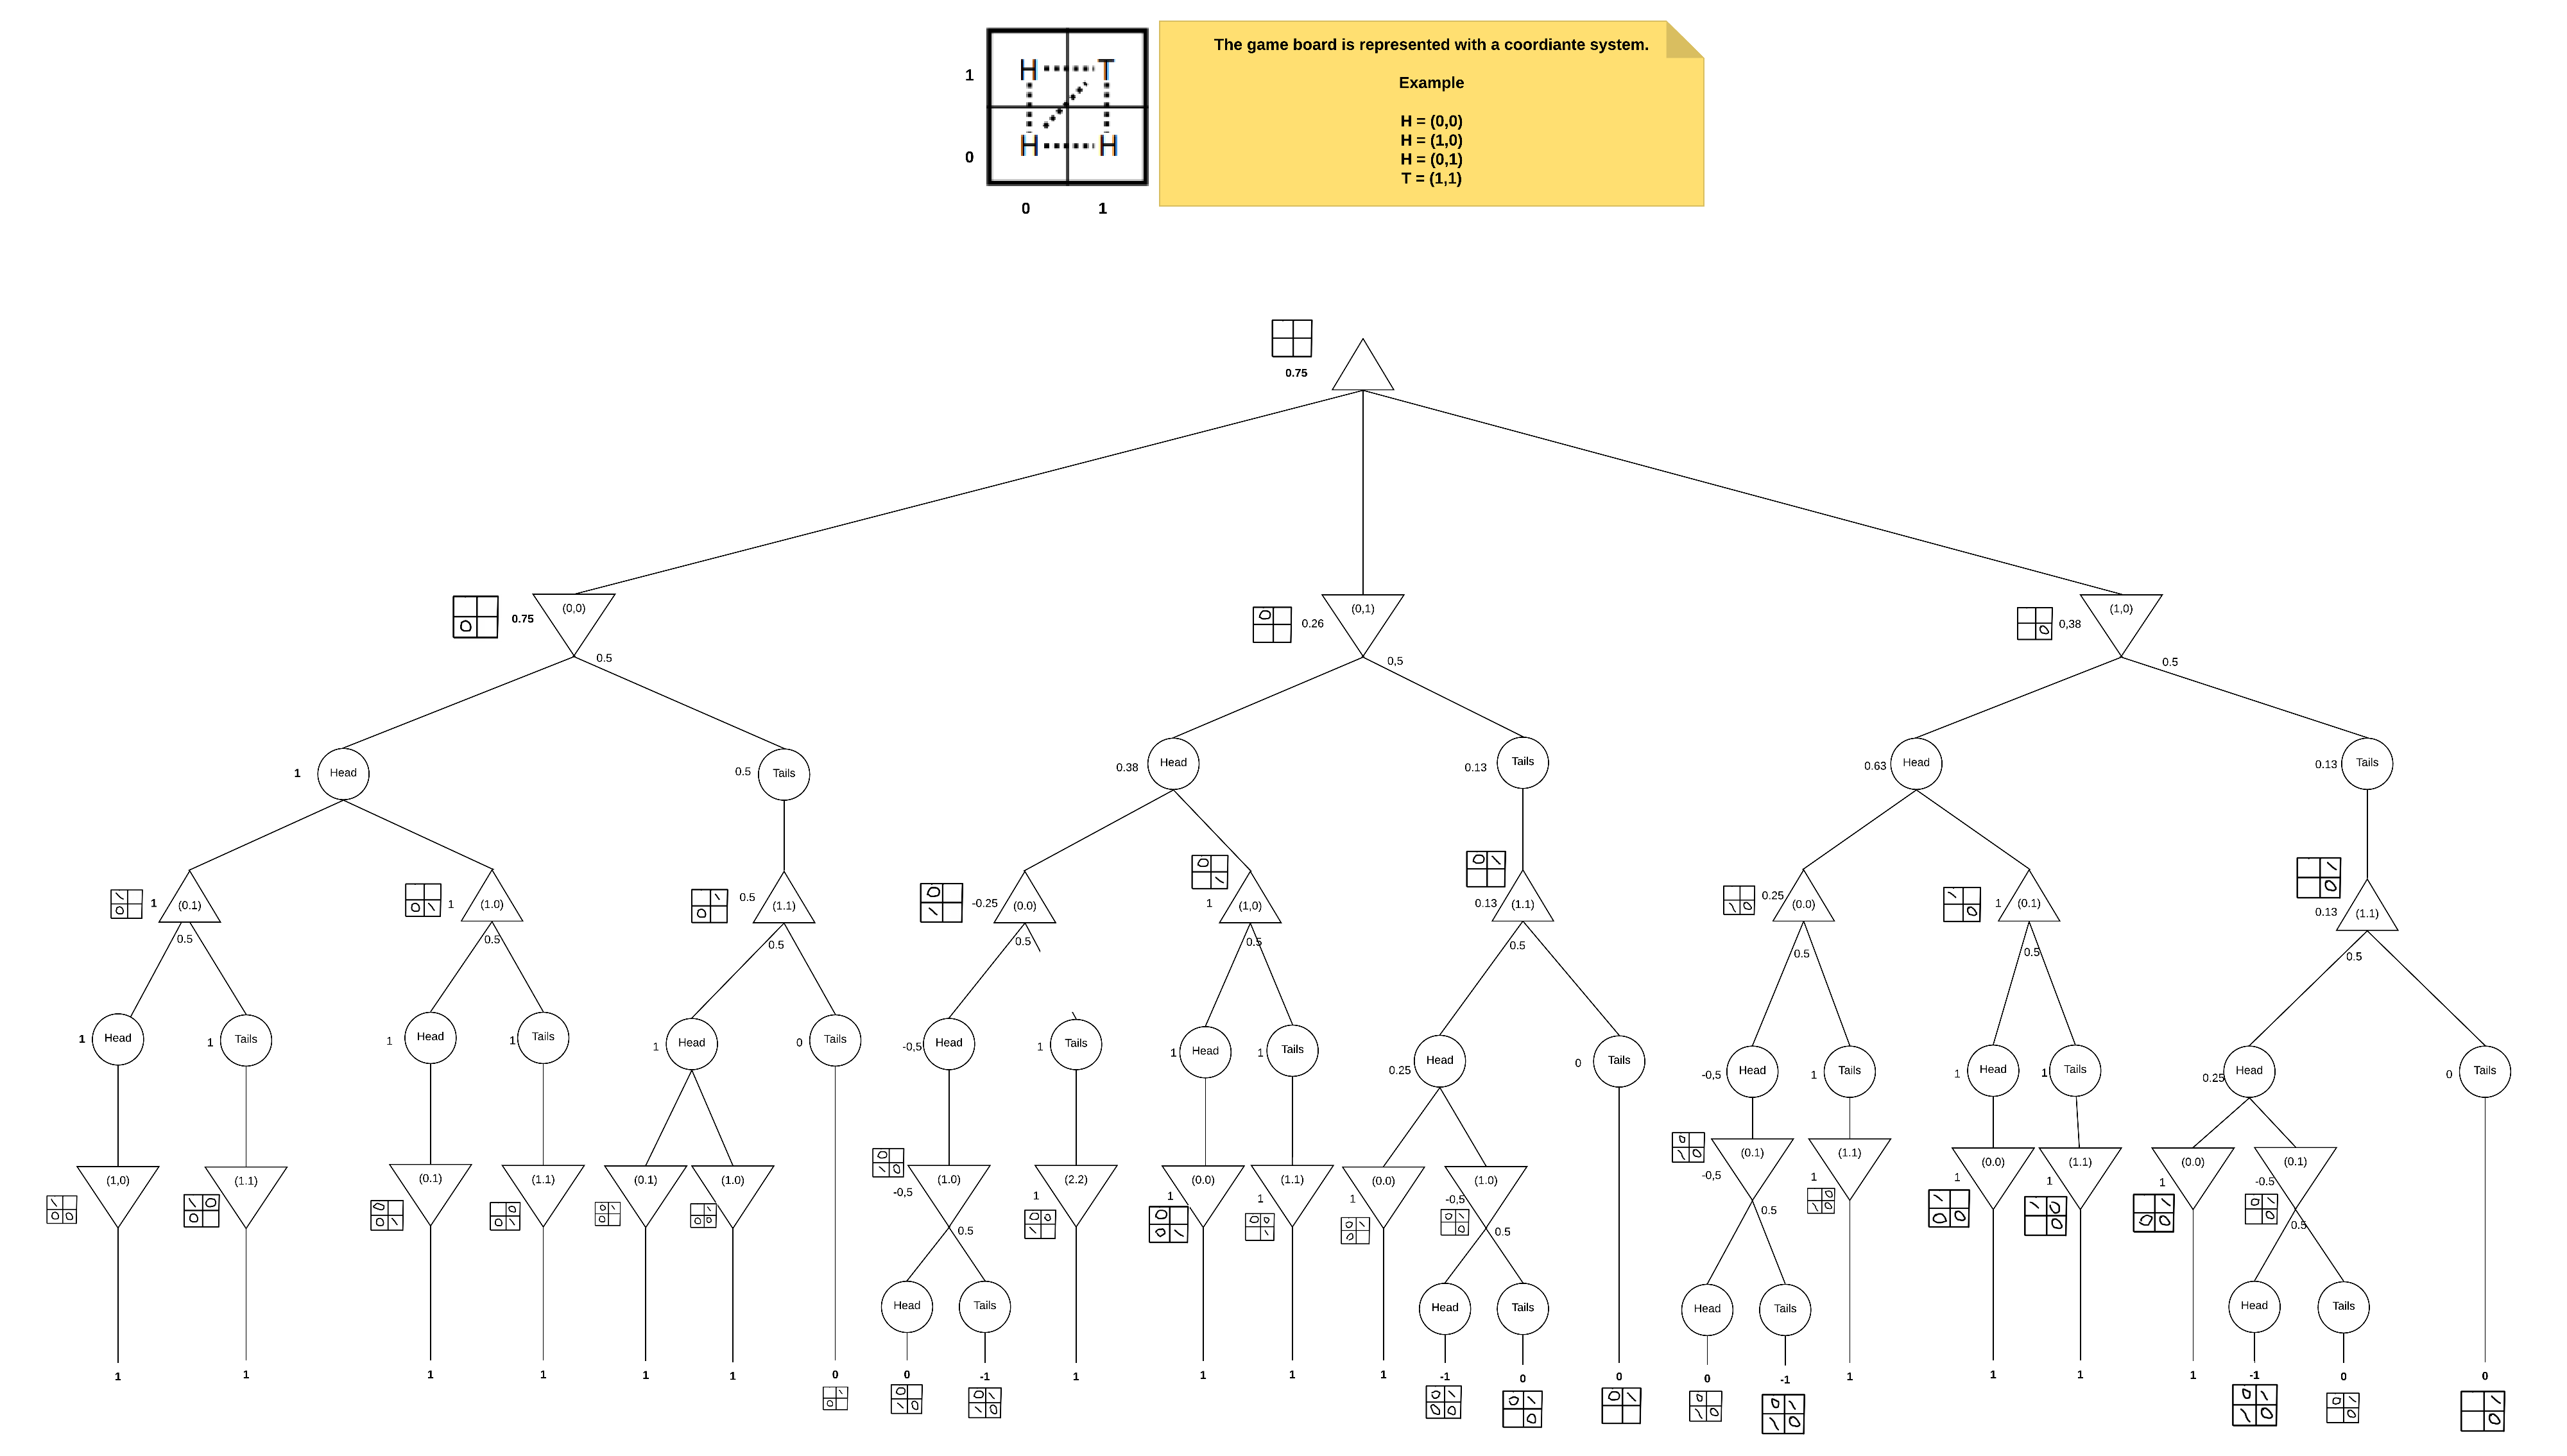 The game board is represented with a coordiante system.
Example
H = (0,0)
H = (1,0)
H = (0,1)
T = (1,1)
1
H T
H H
0
0 1
0.75
0.75 (0,0)
0.26 (0,1)
0,38 (1,0)
0.5
0,5
0.5
1 Head
0.5 Tails
0.38 Head
0.13 Tails
0.63 Head
0.13 Tails
1 (0.1)
1 (1.0)
0.5 (1.1)
-0.25 (0.0)
1 (1,0)
0.13 (1.1)
0.25 (0.0)
1 (0.1)
0.13 (1.1)
0.5
0.5
0.5
0.5
0.5
0.5
0.5
0.5
0.5
1 Head
1 Tails
1 Head
1 Tails
1 Head
0 Tails
-0,5 Head
1 Tails
1 Head
1 Tails
0.25 Head
0 Tails
-0,5 Head
1 Tails
1 Head
1 Tails
0.25 Head
0 Tails
(1,0)
(1.1)
(0.1)
(1.1)
(0.1)
(1.0)
-0,5 (1.0)
1 (2.2)
1 (0.0)
1 (1.1)
1 (0.0)
-0,5 (1.0)
-0,5 (0.1)
1 (1.1)
1 (0.0)
1 (1.1)
1 (0.0)
-0.5 (0.1)
0.5
0.5
0.5
0.5
Head
Tails
Head
Tails
Head
Tails
Head
Tails
1 1 1 1 1 1 0 0 -1 1 1 1 1 -1 0 0 0 -1 1 1 1 1 -1 0 0